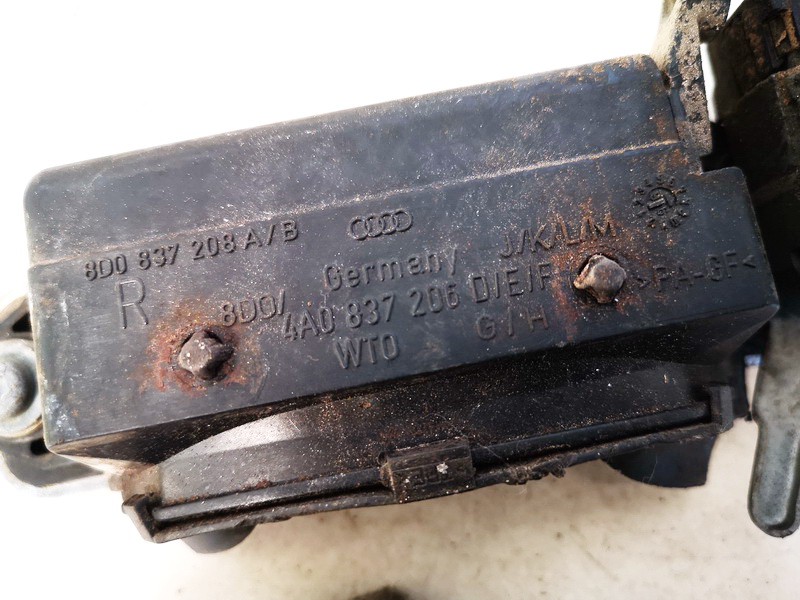 8D0 837 208 A/B
R
Germany J/K/L/M
8D0/
4A0 837 206 D/E/F
G/H
WTO
>PA-GF<